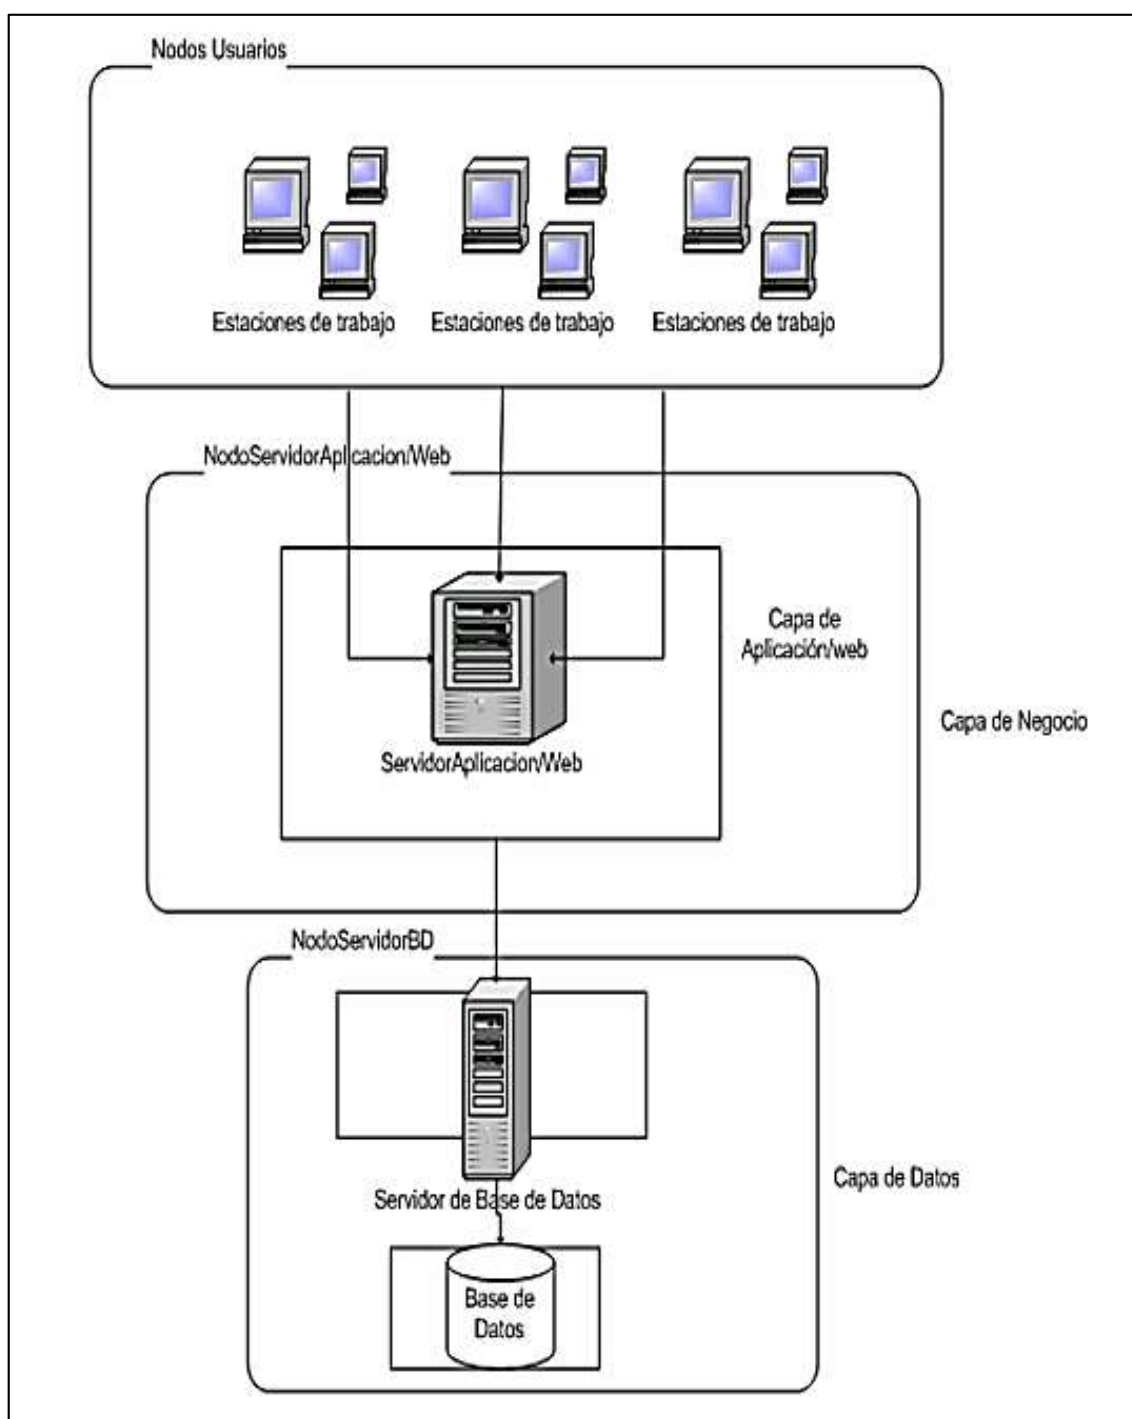 Nodos Usuarios
Estaciones de trabajo
Estaciones de trabajo
Estaciones de trabajo
NodoServidorAplicacion/Web
Capa de
Aplicación/web
Capa de Negocio
ServidorAplicacion/Web
NodoServidorBD
Capa de Datos
Servidor de Base de Datos
Base de
Datos